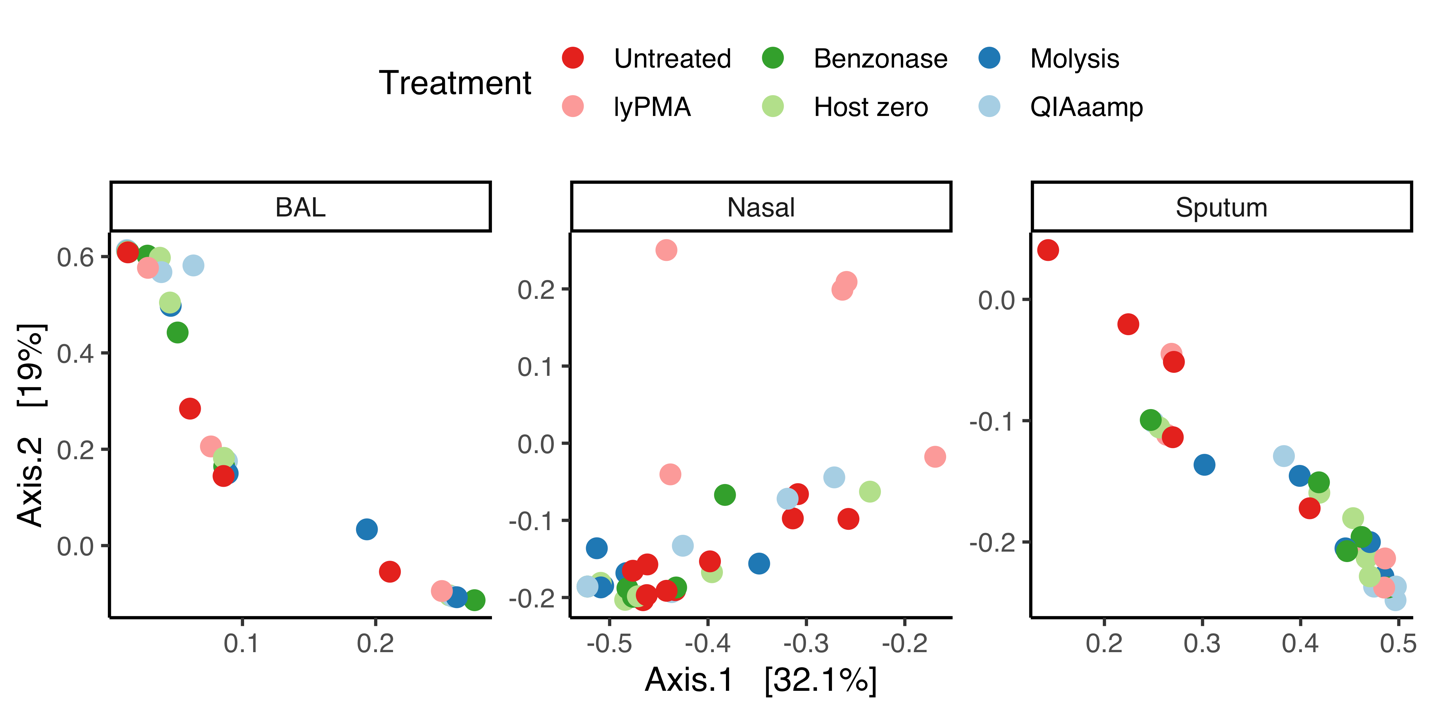 Treatment
Untreated Benzonase Molysis
lyPMA Host zero QIAaamp
BAL Nasal Sputum
Axis.2 [19%]
0.6
0.4
0.2
0.0
0.1 0.2
0.2
0.1
0.0
-0.1
-0.2
-0.5 -0.4 -0.3 -0.2
0.0
-0.1
-0.2
0.2 0.3 0.4 0.5
Axis.1 [32.1%]